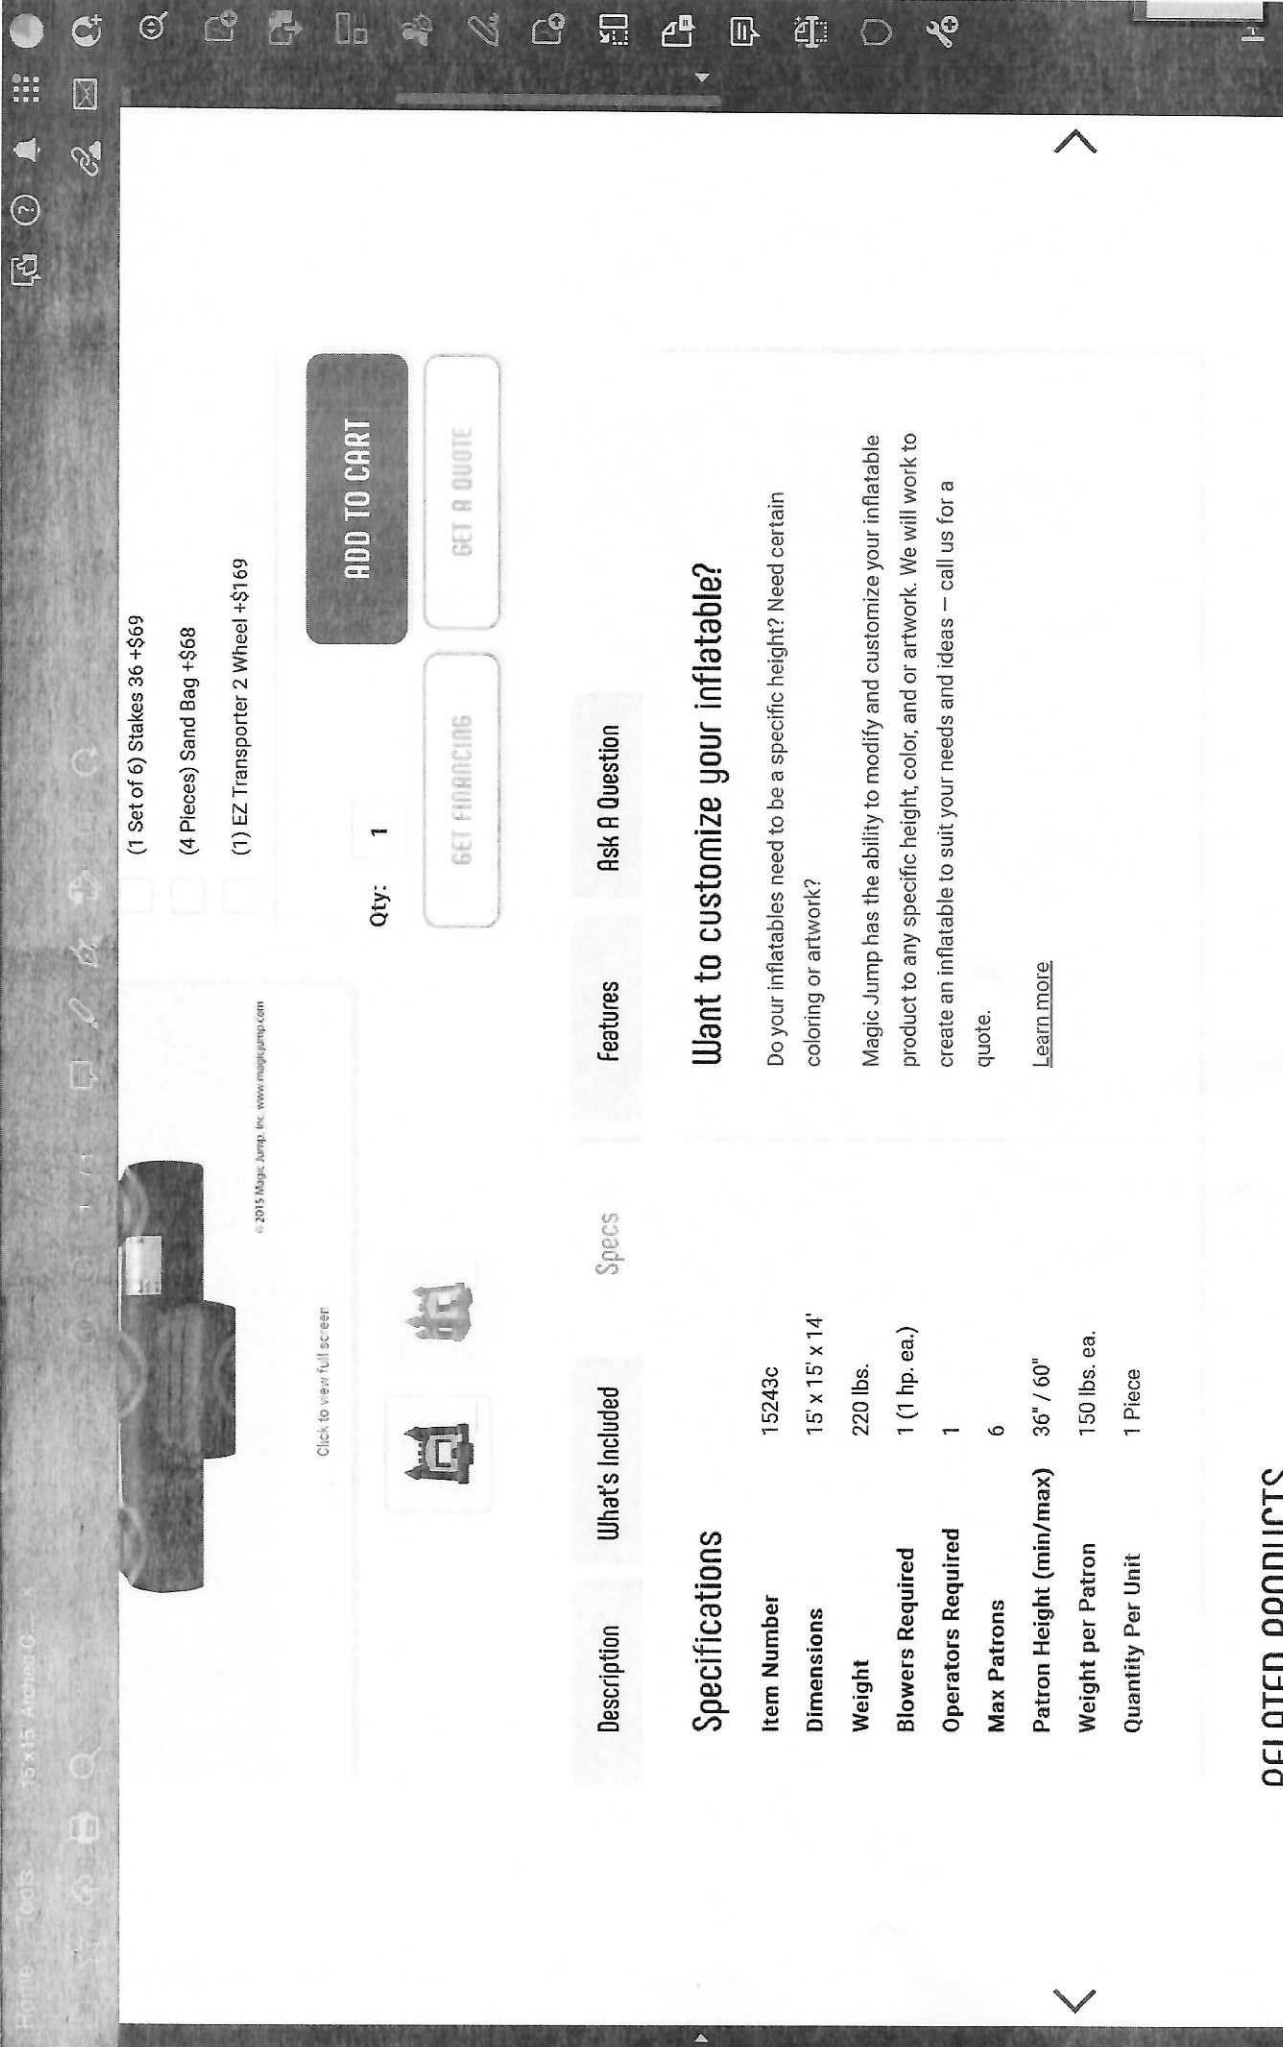 Home Tools
1 / 1
(1 Set of 6) Stakes 36 +$69
(4 Pieces) Sand Bag +$68
(1) EZ Transporter 2 Wheel +$169
© 2015 Magic Jump, Inc. www.magicjump.com
Click to view full screen
Qty: 1
ADD TO CART
GET FINANCING
GET A QUOTE
Description
What's Included
Specs
Features
Ask A Question
Specifications
Item Number 15243c
Dimensions 15' x 15' x 14'
Weight 220 lbs.
Blowers Required 1 (1 hp. ea.)
Operators Required 1
Max Patrons 6
Patron Height (min/max) 36" / 60"
Weight per Patron 150 lbs. ea.
Quantity Per Unit 1 Piece
Want to customize your inflatable?
Do your inflatables need to be a specific height? Need certain
coloring or artwork?
Magic Jump has the ability to modify and customize your inflatable
product to any specific height, color, and or artwork. We will work to
create an inflatable to suit your needs and ideas – call us for a
quote.
Learn more
RELATED PRODUCTS